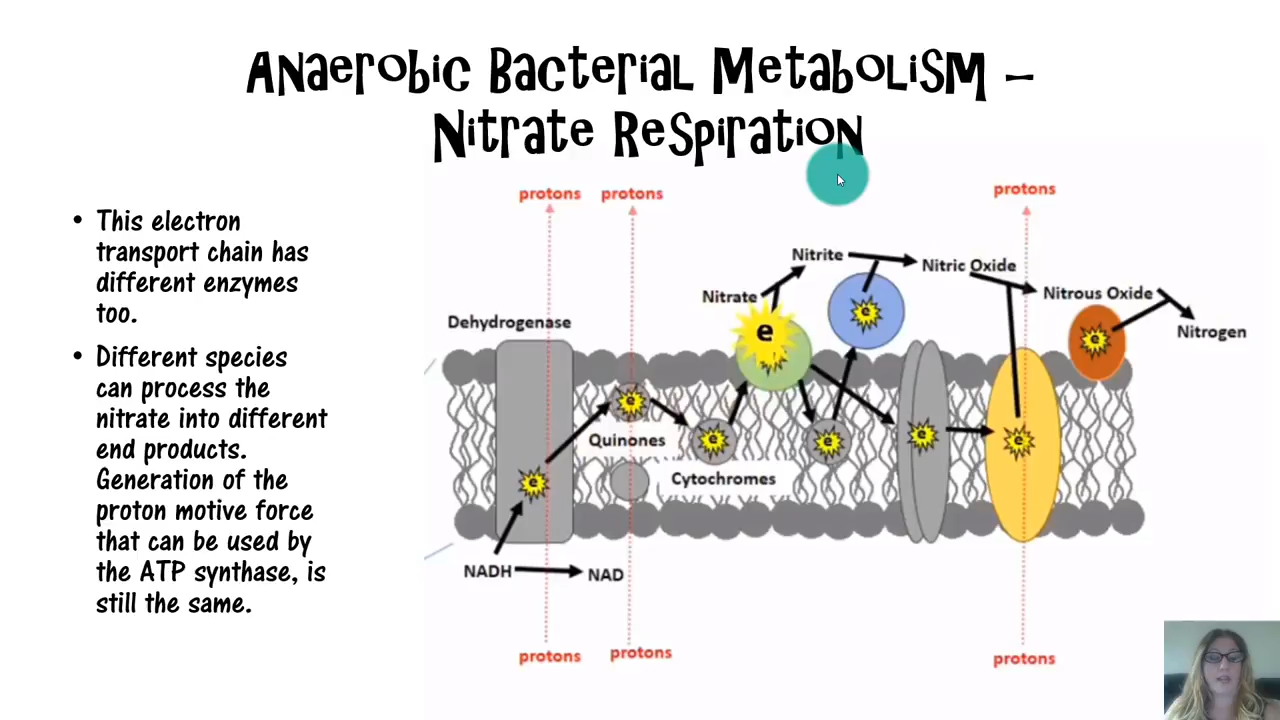 Anaerobic Bacterial Metabolism –
Nitrate Respiration
• This electron
transport chain has
different enzymes
too.
• Different species
can process the
nitrate into different
end products.
Generation of the
proton motive force
that can be used by
the ATP synthase, is
still the same.
protons
protons
protons
Nitrite
Nitric Oxide
Nitrate
Nitrous Oxide
Nitrogen
Dehydrogenase
e
e
e
e
e
e
e
e
e
Quinones
Cytochromes
NADH
NAD
protons
protons
protons